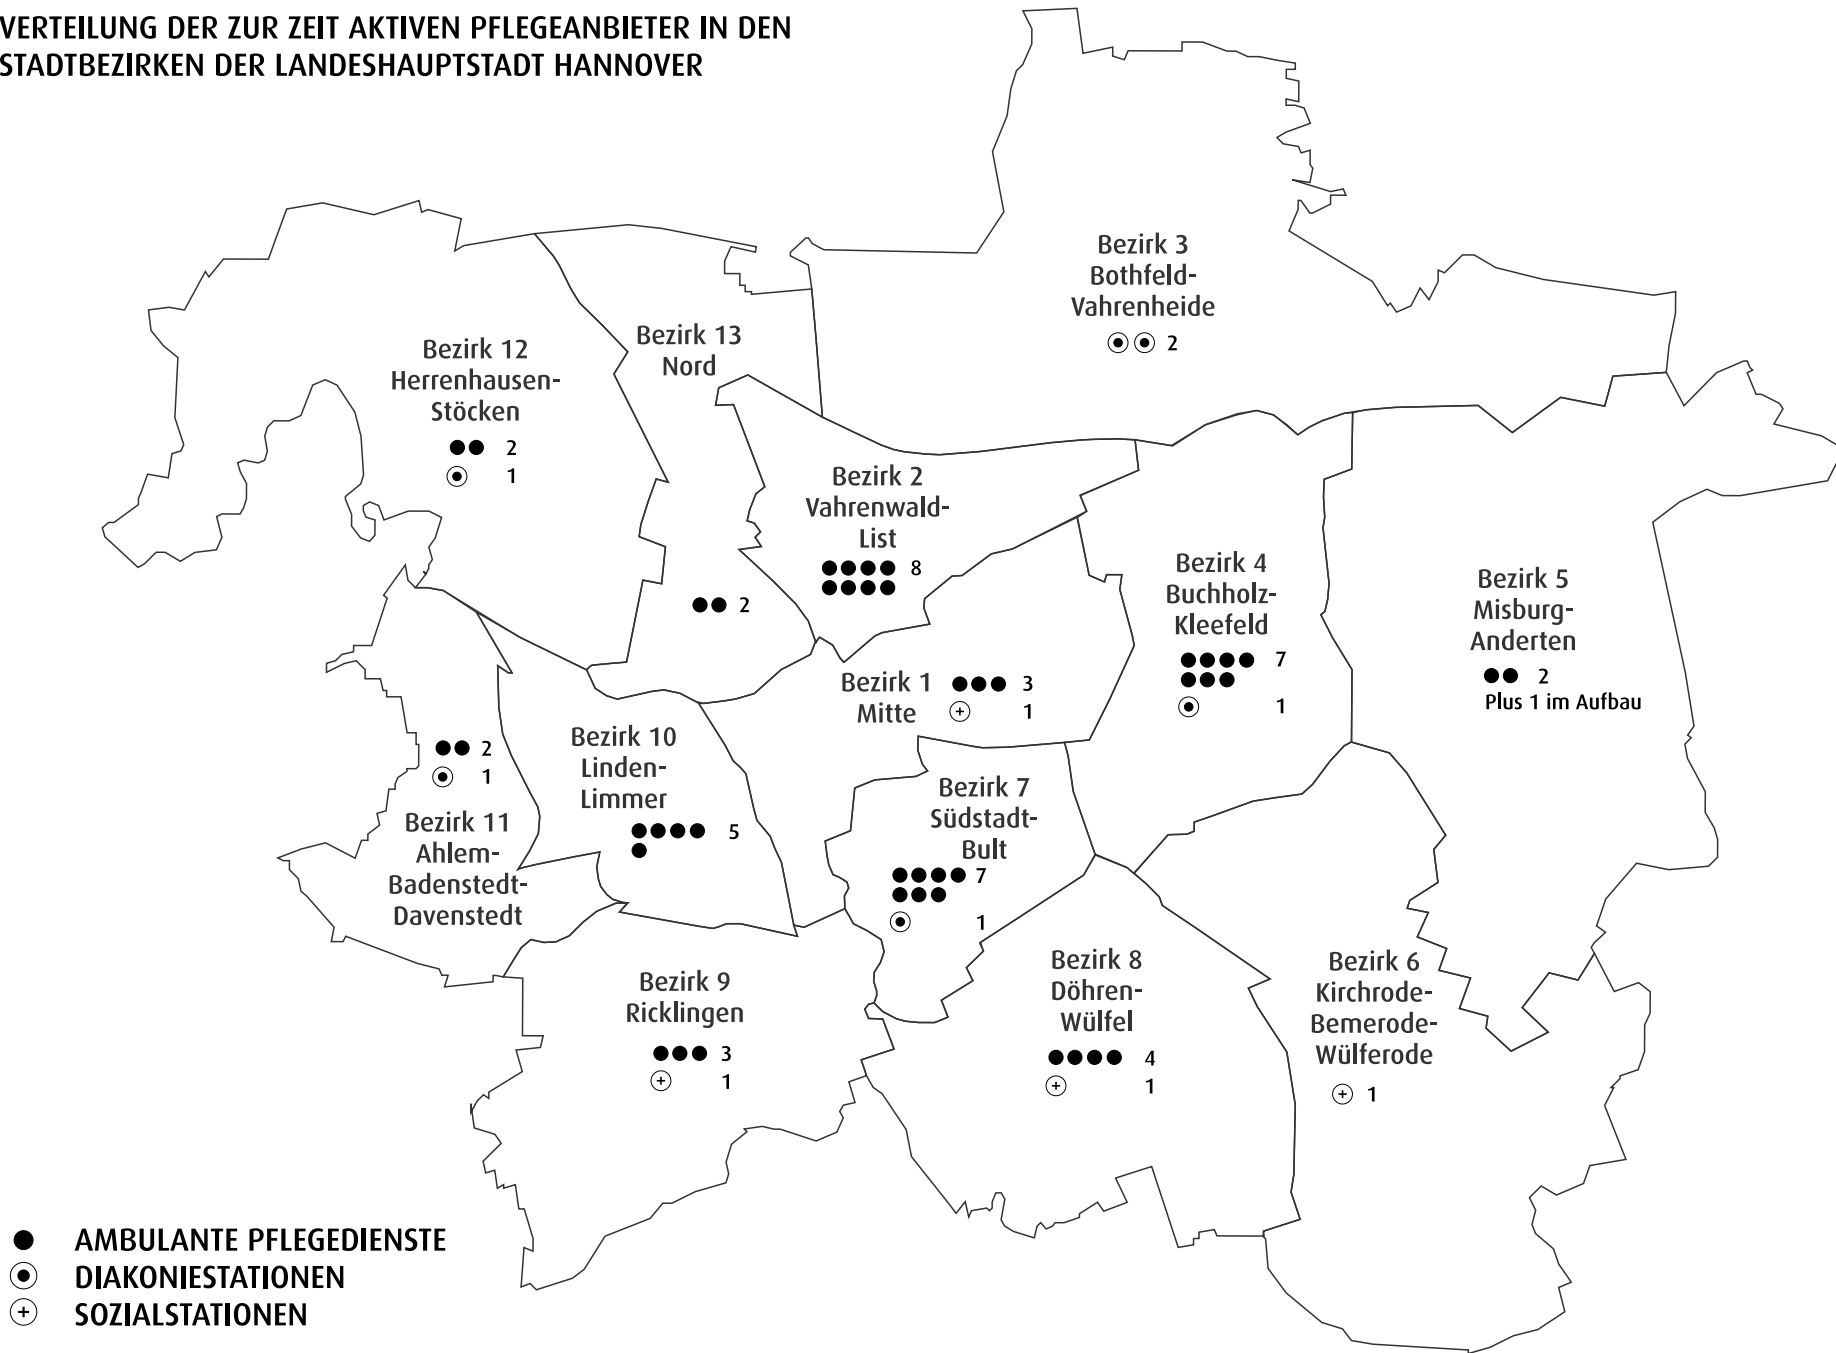 VERTEILUNG DER ZUR ZEIT AKTIVEN PFLEGEANBIETER IN DEN
STADTBEZIRKEN DER LANDESHAUPTSTADT HANNOVER
Bezirk 3
Bothfeld-
Vahrenheide
2
Bezirk 12
Herrenhausen-
Stöcken
2
1
Bezirk 13
Nord
2
Bezirk 2
Vahrenwald-
List
8
Bezirk 4
Buchholz-
Kleefeld
7
1
Bezirk 5
Misburg-
Anderten
2
Plus 1 im Aufbau
Bezirk 1
Mitte
3
1
2
1
Bezirk 11
Ahlem-
Badenstedt-
Davenstedt
Bezirk 10
Linden-
Limmer
5
Bezirk 7
Südstadt-
Bult
7
1
Bezirk 9
Ricklingen
3
1
Bezirk 8
Döhren-
Wülfel
4
1
Bezirk 6
Kirchrode-
Bemerode-
Wülferode
1
AMBULANTE PFLEGEDIENSTE
DIAKONIESTATIONEN
SOZIALSTATIONEN